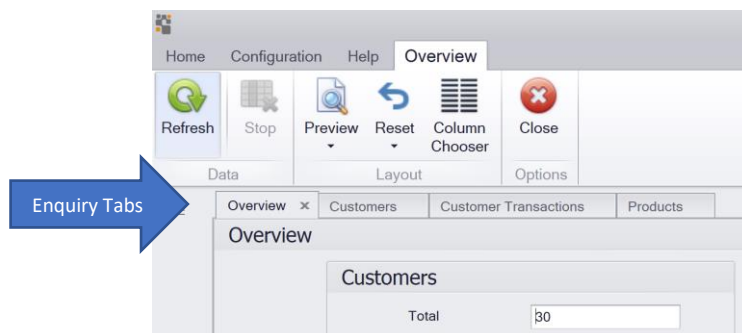 Home Configuration Help Overview
Refresh Stop Preview Reset Column Chooser Close
Data Layout Options
Enquiry Tabs
Overview × Customers Customer Transactions Products
Overview
Customers
Total 30